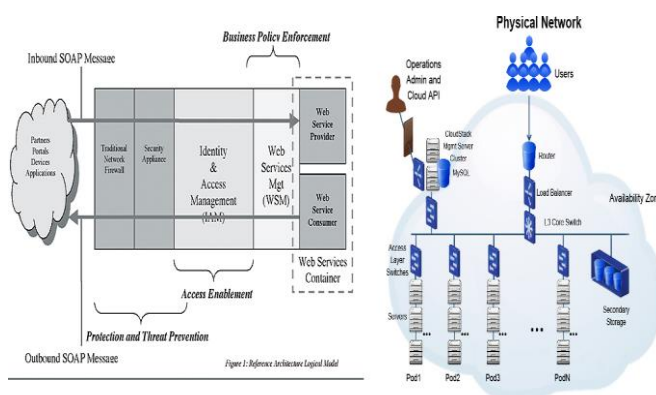 Business Policy Enforcement
Inbound SOAP Message
Partners
Portals
Devices
Applications
Traditional
Network
Firewall
Security
Appliance
Identity
&
Access
Management
(IAM)
Web
Services
Mgt
(WSM)
Web
Service
Provider
Web
Service
Consumer
Web Services
Container
Access Enablement
Protection and Threat Prevention
Outbound SOAP Message
Figure 1: Reference Architecture Logical Model
Physical Network
Operations
Admin and
Cloud API
Users
CloudStack
Mgmt Server
Cluster
MySQL
Router
Load Balancer
L3 Core Switch
Availability Zon
Access
Layer
Switches
Servers
Secondary
Storage
...
...
...
...
...
Pod1
Pod2
Pod3
PodN